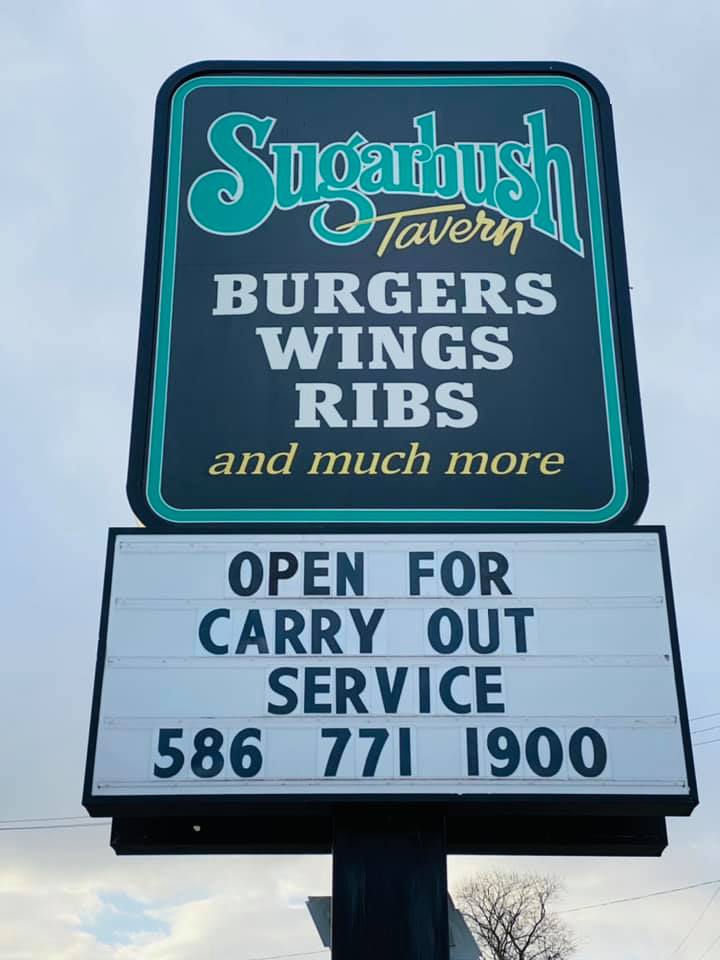 Sugarbush
Tavern
BURGERS
WINGS
RIBS
and much more
OPEN FOR
CARRY OUT
SERVICE
586 771 1900